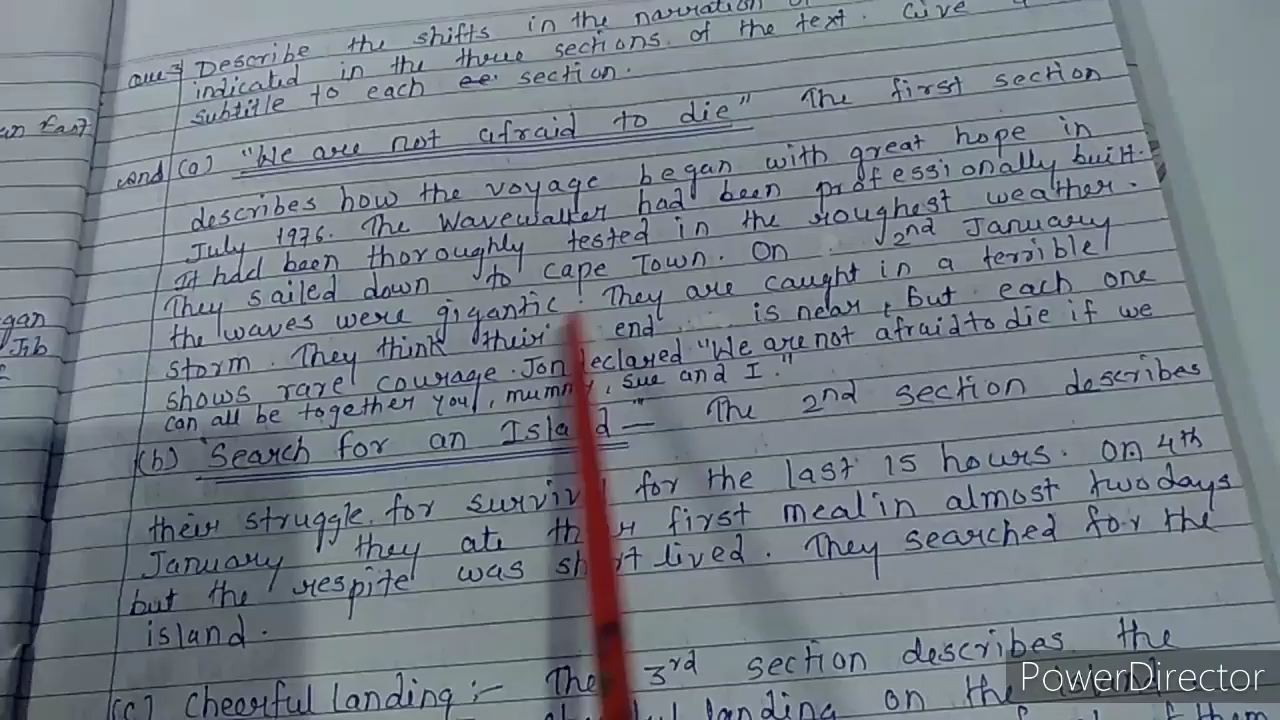 Describe the shifts in the narration
indicated in the three sections of the text. Give
subtitle to each section.
(a) "We are not afraid to die" The first section
describes how the voyage began with great hope in
July 1976. The Wavewalker had been professionally built.
It had been thoroughly tested in the roughest weather.
They sailed down to Cape Town. On 2nd January
the waves were gigantic. They are caught in a terrible
storm. They think their end is near, but each one
shows rare courage. Jon declared "We are not afraid to die if we
can all be together you, mummy, sue and I."
(b) "Search for an Island" — The 2nd section describes
their struggle for survival for the last 15 hours. On 4th
January they ate their first meal in almost two days
but the respite was short lived. They searched for the
island.
(c) Cheerful landing :- The 3rd section describes the
landing on the
PowerDirector